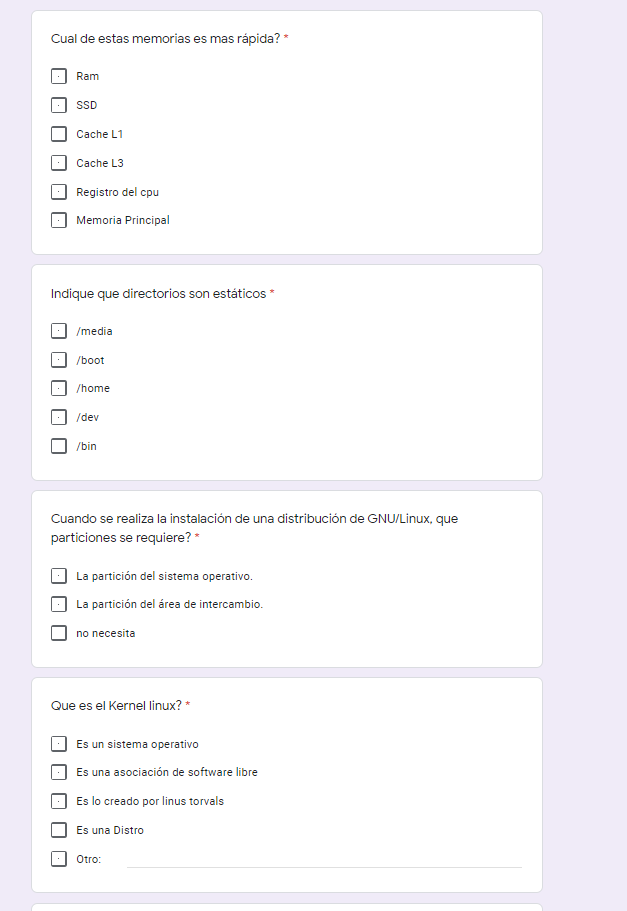 Cual de estas memorias es mas rápida? *
Ram
SSD
Cache L1
Cache L3
Registro del cpu
Memoria Principal
Indique que directorios son estáticos *
/media
/boot
/home
/dev
/bin
Cuando se realiza la instalación de una distribución de GNU/Linux, que
particiones se requiere? *
La partición del sistema operativo.
La partición del área de intercambio.
no necesita
Que es el Kernel linux? *
Es un sistema operativo
Es una asociación de software libre
Es lo creado por linus torvals
Es una Distro
Otro: